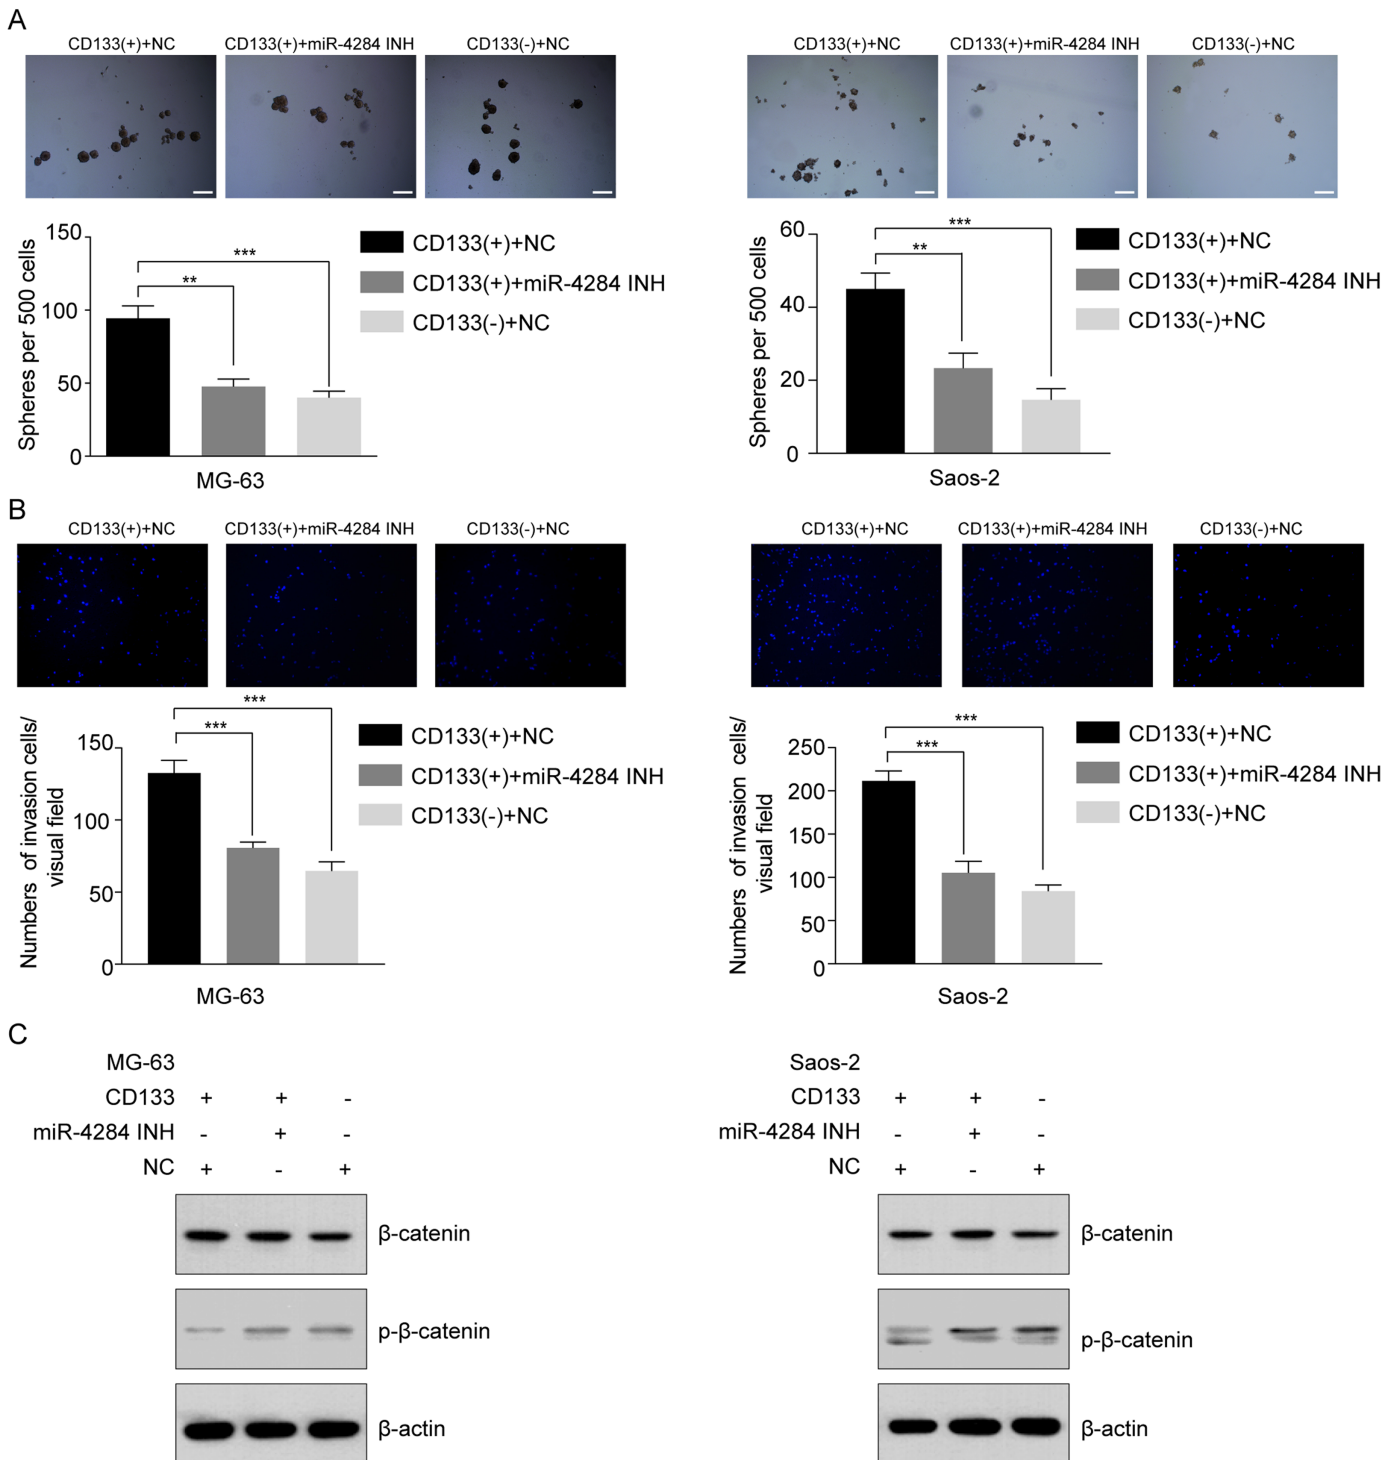 A
CD133(+)+NC CD133(+)+miR-4284 INH CD133(-)+NC
CD133(+)+NC CD133(+)+miR-4284 INH CD133(-)+NC
Spheres per 500 cells
150
100
50
0
**
***
MG-63
CD133(+)+NC
CD133(+)+miR-4284 INH
CD133(-)+NC
Spheres per 500 cells
60
40
20
0
**
***
Saos-2
CD133(+)+NC
CD133(+)+miR-4284 INH
CD133(-)+NC
B
CD133(+)+NC CD133(+)+miR-4284 INH CD133(-)+NC
CD133(+)+NC CD133(+)+miR-4284 INH CD133(-)+NC
Numbers of invasion cells/
visual field
150
100
50
0
***
***
MG-63
CD133(+)+NC
CD133(+)+miR-4284 INH
CD133(-)+NC
Numbers of invasion cells/
visual field
250
200
150
100
50
0
***
***
Saos-2
CD133(+)+NC
CD133(+)+miR-4284 INH
CD133(-)+NC
C
MG-63
CD133 + + -
miR-4284 INH - + -
NC + - +
β-catenin
p-β-catenin
β-actin
Saos-2
CD133 + + -
miR-4284 INH - + -
NC + - +
β-catenin
p-β-catenin
β-actin